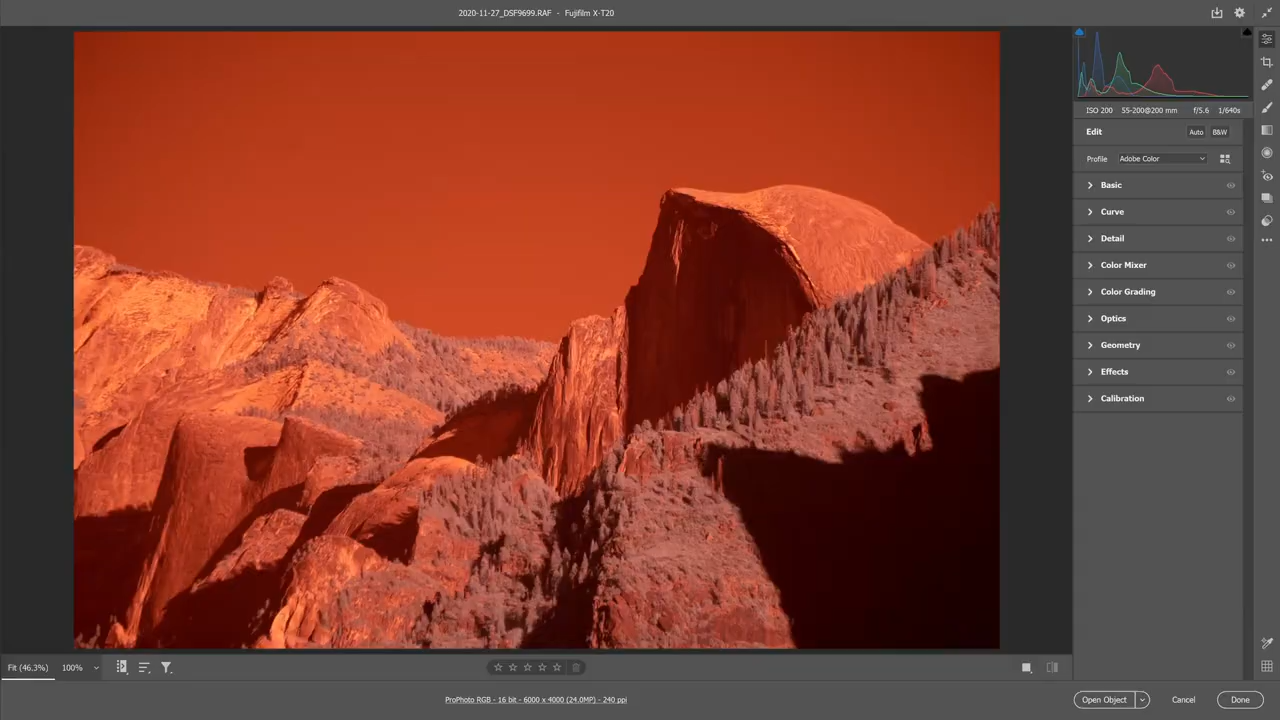 2020-11-27_DSF9699.RAF - Fujifilm X-T20
ISO 200 55-200@200 mm f/5.6 1/640s
Edit Auto B&W
Profile Adobe Color
Basic
Curve
Detail
Color Mixer
Color Grading
Optics
Geometry
Effects
Calibration
Fit (46.3%) 100%
ProPhoto RGB - 16 bit - 6000 x 4000 (24.0MP) - 240 ppi
Open Object Cancel Done